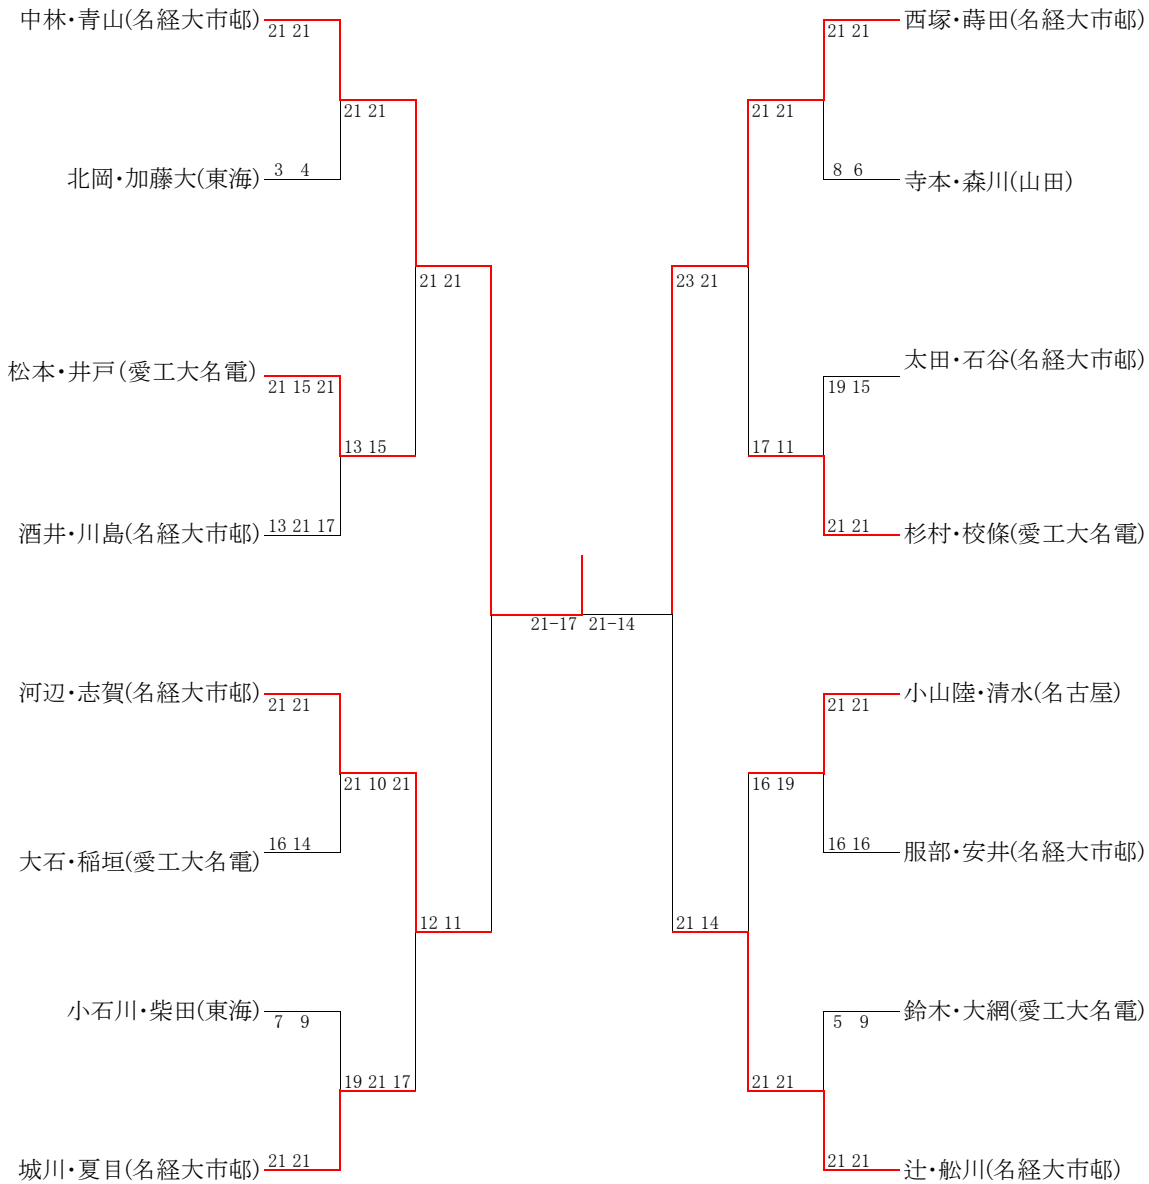 中林・青山(名経大市邨)
21 21
21 21
北岡・加藤大(東海)
3 4
21 21
松本・井戸(愛工大名電)
21 15 21
13 15
酒井・川島(名経大市邨)
13 21 17
河辺・志賀(名経大市邨)
21 21
21 10 21
大石・稲垣(愛工大名電)
16 14
12 11
小石川・柴田(東海)
7 9
19 21 17
城川・夏目(名経大市邨)
21 21
21-17 21-14
西塚・蒔田(名経大市邨)
21 21
21 21
寺本・森川(山田)
8 6
23 21
太田・石谷(名経大市邨)
19 15
17 11
杉村・校條(愛工大名電)
21 21
小山陸・清水(名古屋)
21 21
16 19
服部・安井(名経大市邨)
16 16
21 14
鈴木・大網(愛工大名電)
5 9
21 21
辻・舩川(名経大市邨)
21 21